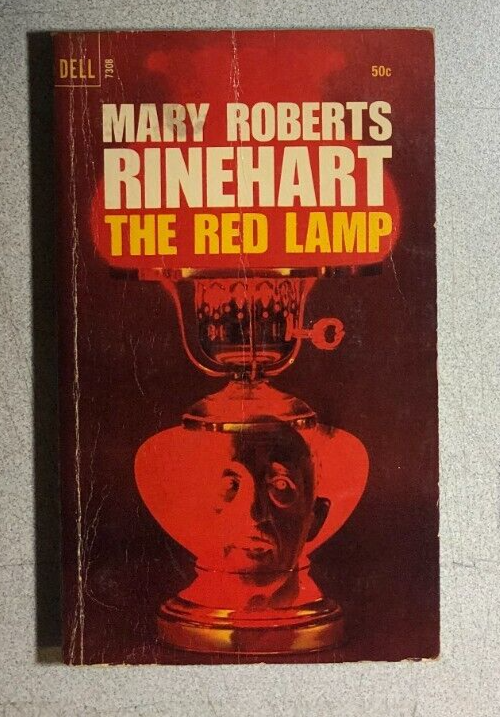 DELL
7308
50c
MARY ROBERTS
RINEHART
THE RED LAMP